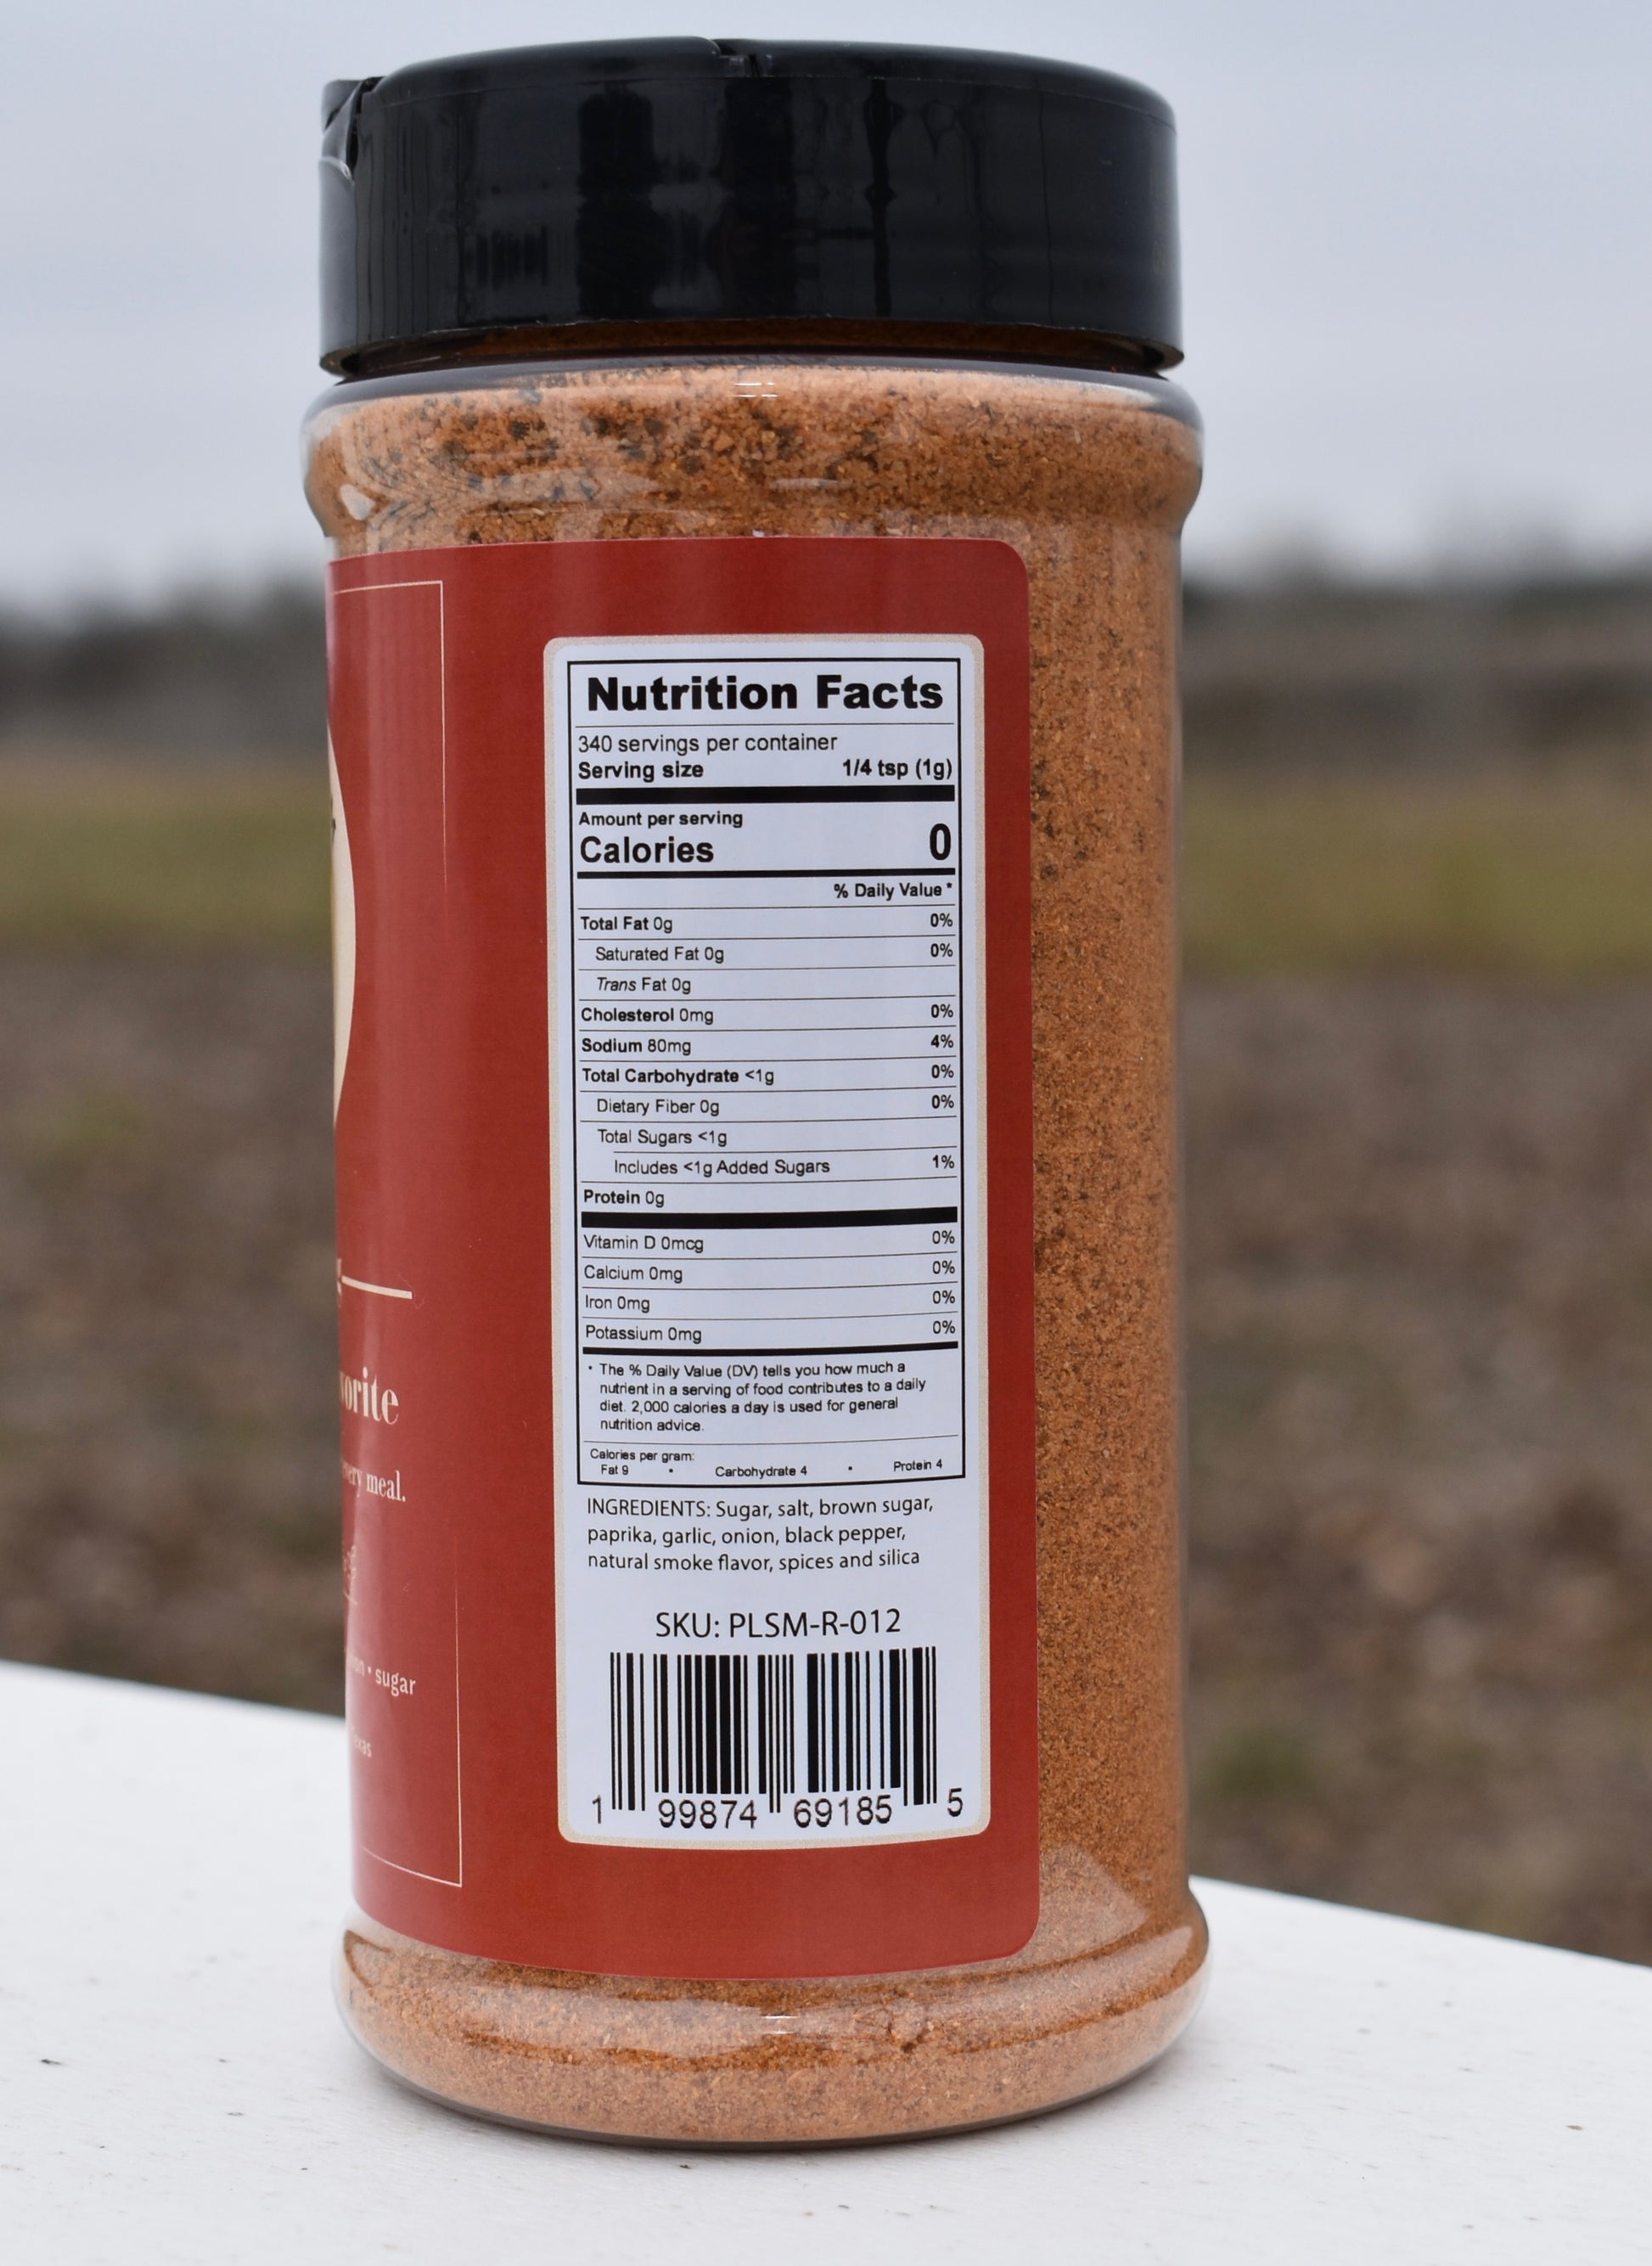 Nutrition Facts
340 servings per container
Serving size 1/4 tsp (1g)
Amount per serving
Calories 0
% Daily Value *
Total Fat 0g 0%
Saturated Fat 0g 0%
Trans Fat 0g
Cholesterol 0mg 0%
Sodium 80mg 4%
Total Carbohydrate <1g 0%
Dietary Fiber 0g 0%
Total Sugars <1g
Includes <1g Added Sugars 1%
Protein 0g
Vitamin D 0mcg 0%
Calcium 0mg 0%
Iron 0mg 0%
Potassium 0mg 0%
* The % Daily Value (DV) tells you how much a
nutrient in a serving of food contributes to a daily
diet. 2,000 calories a day is used for general
nutrition advice.
Calories per gram:
Fat 9 • Carbohydrate 4 • Protein 4
INGREDIENTS: Sugar, salt, brown sugar,
paprika, garlic, onion, black pepper,
natural smoke flavor, spices and silica
SKU: PLSM-R-012
1 99874 69185 5
meal.
• sugar